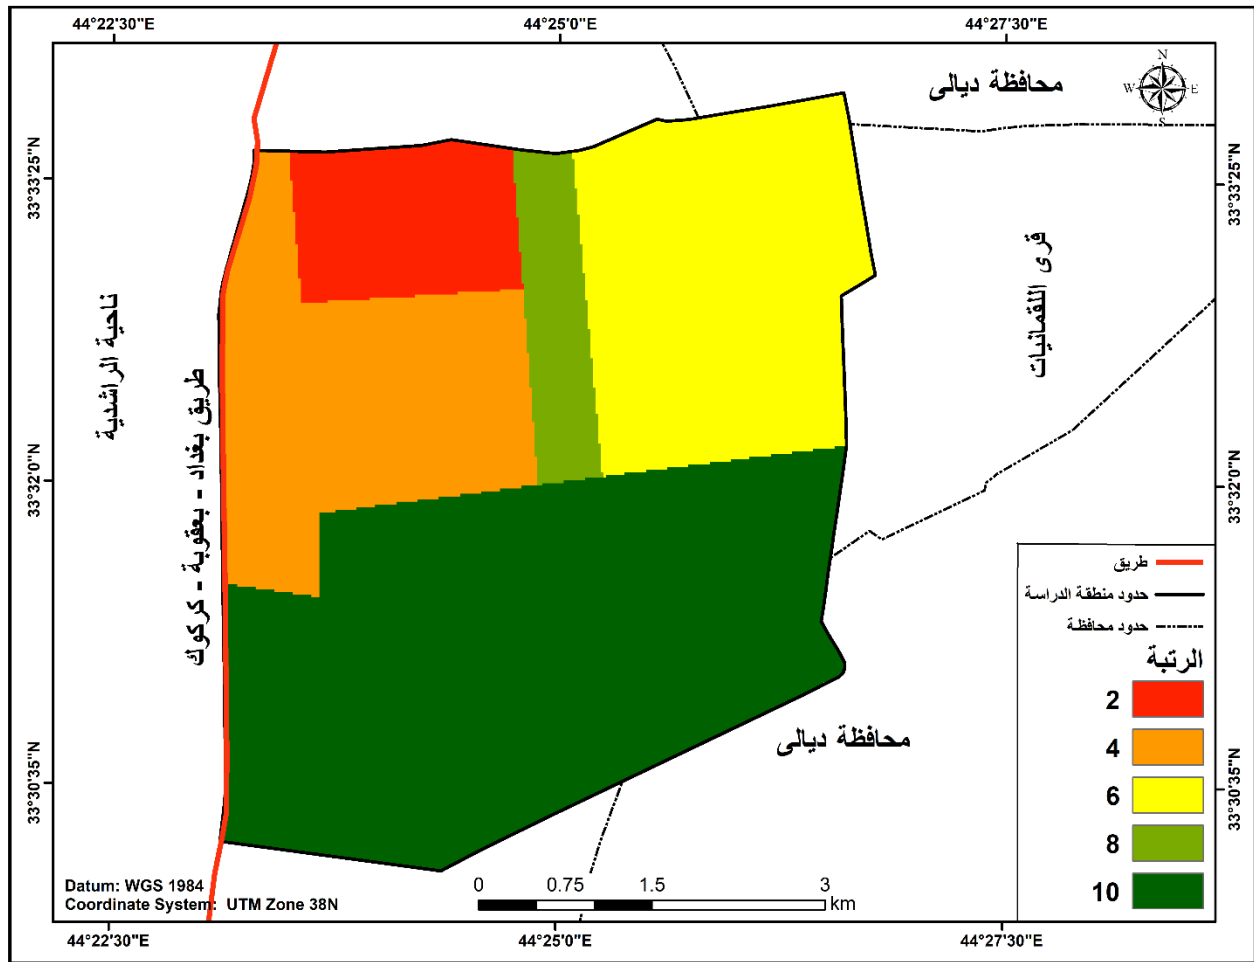 44°22'30"E
44°25'0"E
44°27'30"E
محافظة ديالى
N
W
E
S
33°33'25"N
33°33'25"N
قرى اللقمانيات
ناحية الراشدية
طريق بغداد - بعقوبة - كركوك
33°32'0"N
33°32'0"N
طريق
حدود منطقة الدراسة
حدود محافظة
الرتبة
2
4
6
8
10
محافظة ديالى
33°30'35"N
33°30'35"N
Datum: WGS 1984
Coordinate System: UTM Zone 38N
0 0.75 1.5 3
km
44°22'30"E
44°25'0"E
44°27'30"E